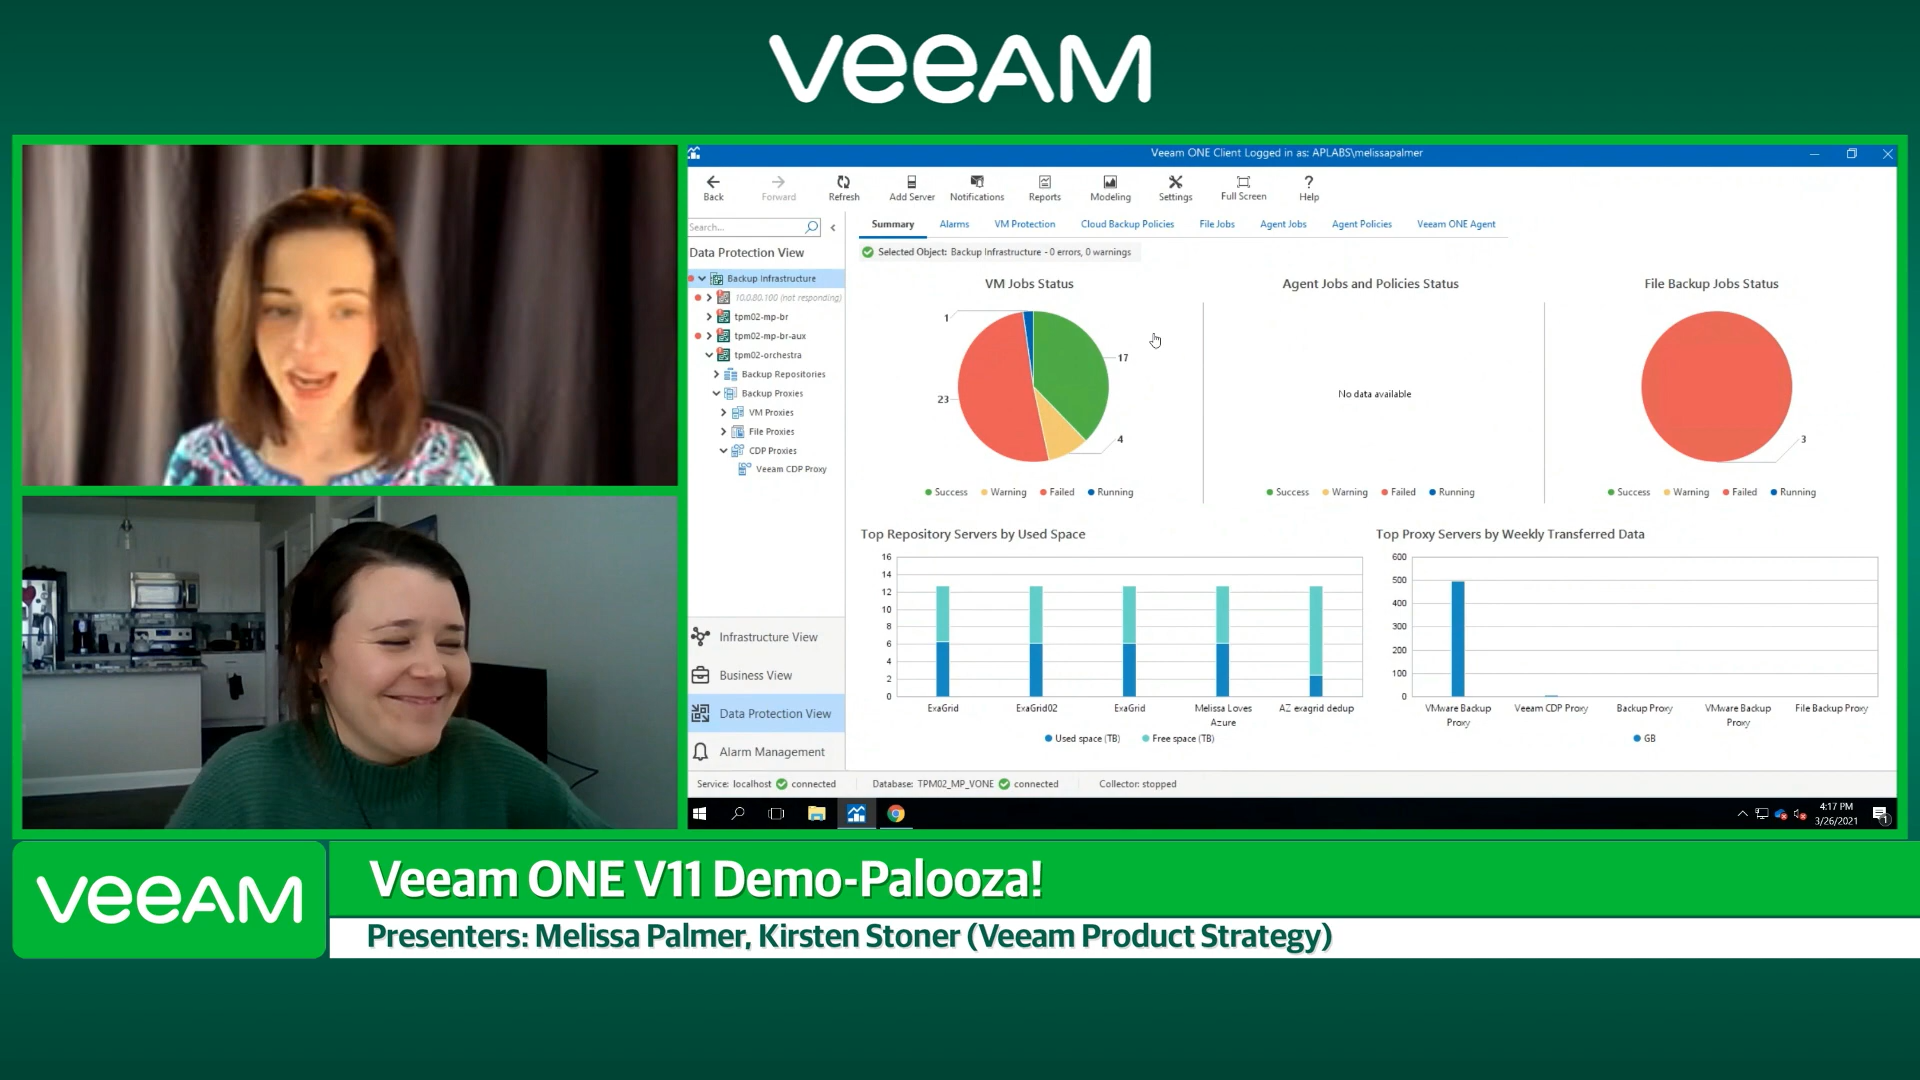 veeAM
Veeam ONE Client Logged in as: APLABS\melissapalmer
Back
Forward
Refresh
Add Server
Notifications
Reports
Modeling
Settings
Full Screen
Help
Search...
Summary
Alarms
VM Protection
Cloud Backup Policies
File Jobs
Agent Jobs
Agent Policies
Veeam ONE Agent
Data Protection View
Selected Object: Backup Infrastructure - 0 errors, 0 warnings
Backup Infrastructure
10.0.80.100 (not responding)
tpm02-mp-br
tpm02-mp-br-aux
tpm02-orchestra
Backup Repositories
Backup Proxies
VM Proxies
File Proxies
CDP Proxies
Veeam CDP Proxy
VM Jobs Status
1
17
23
4
Success Warning Failed Running
Agent Jobs and Policies Status
No data available
Success Warning Failed Running
File Backup Jobs Status
3
Success Warning Failed Running
Top Repository Servers by Used Space
16
14
12
10
8
6
4
2
0
ExaGrid
ExaGrid02
ExaGrid
Melissa Loves
Azure
AZ exagrid dedup
Used space (TB) Free space (TB)
Top Proxy Servers by Weekly Transferred Data
600
500
400
300
200
100
0
VMware Backup
Proxy
Veeam CDP Proxy
Backup Proxy
VMware Backup
Proxy
File Backup Proxy
GB
Infrastructure View
Business View
Data Protection View
Alarm Management
Service: localhost connected
Database: TPM02_MP_VONE connected
Collector: stopped
4:17 PM
3/26/2021
1
veeAM
Veeam ONE V11 Demo-Palooza!
Presenters: Melissa Palmer, Kirsten Stoner (Veeam Product Strategy)